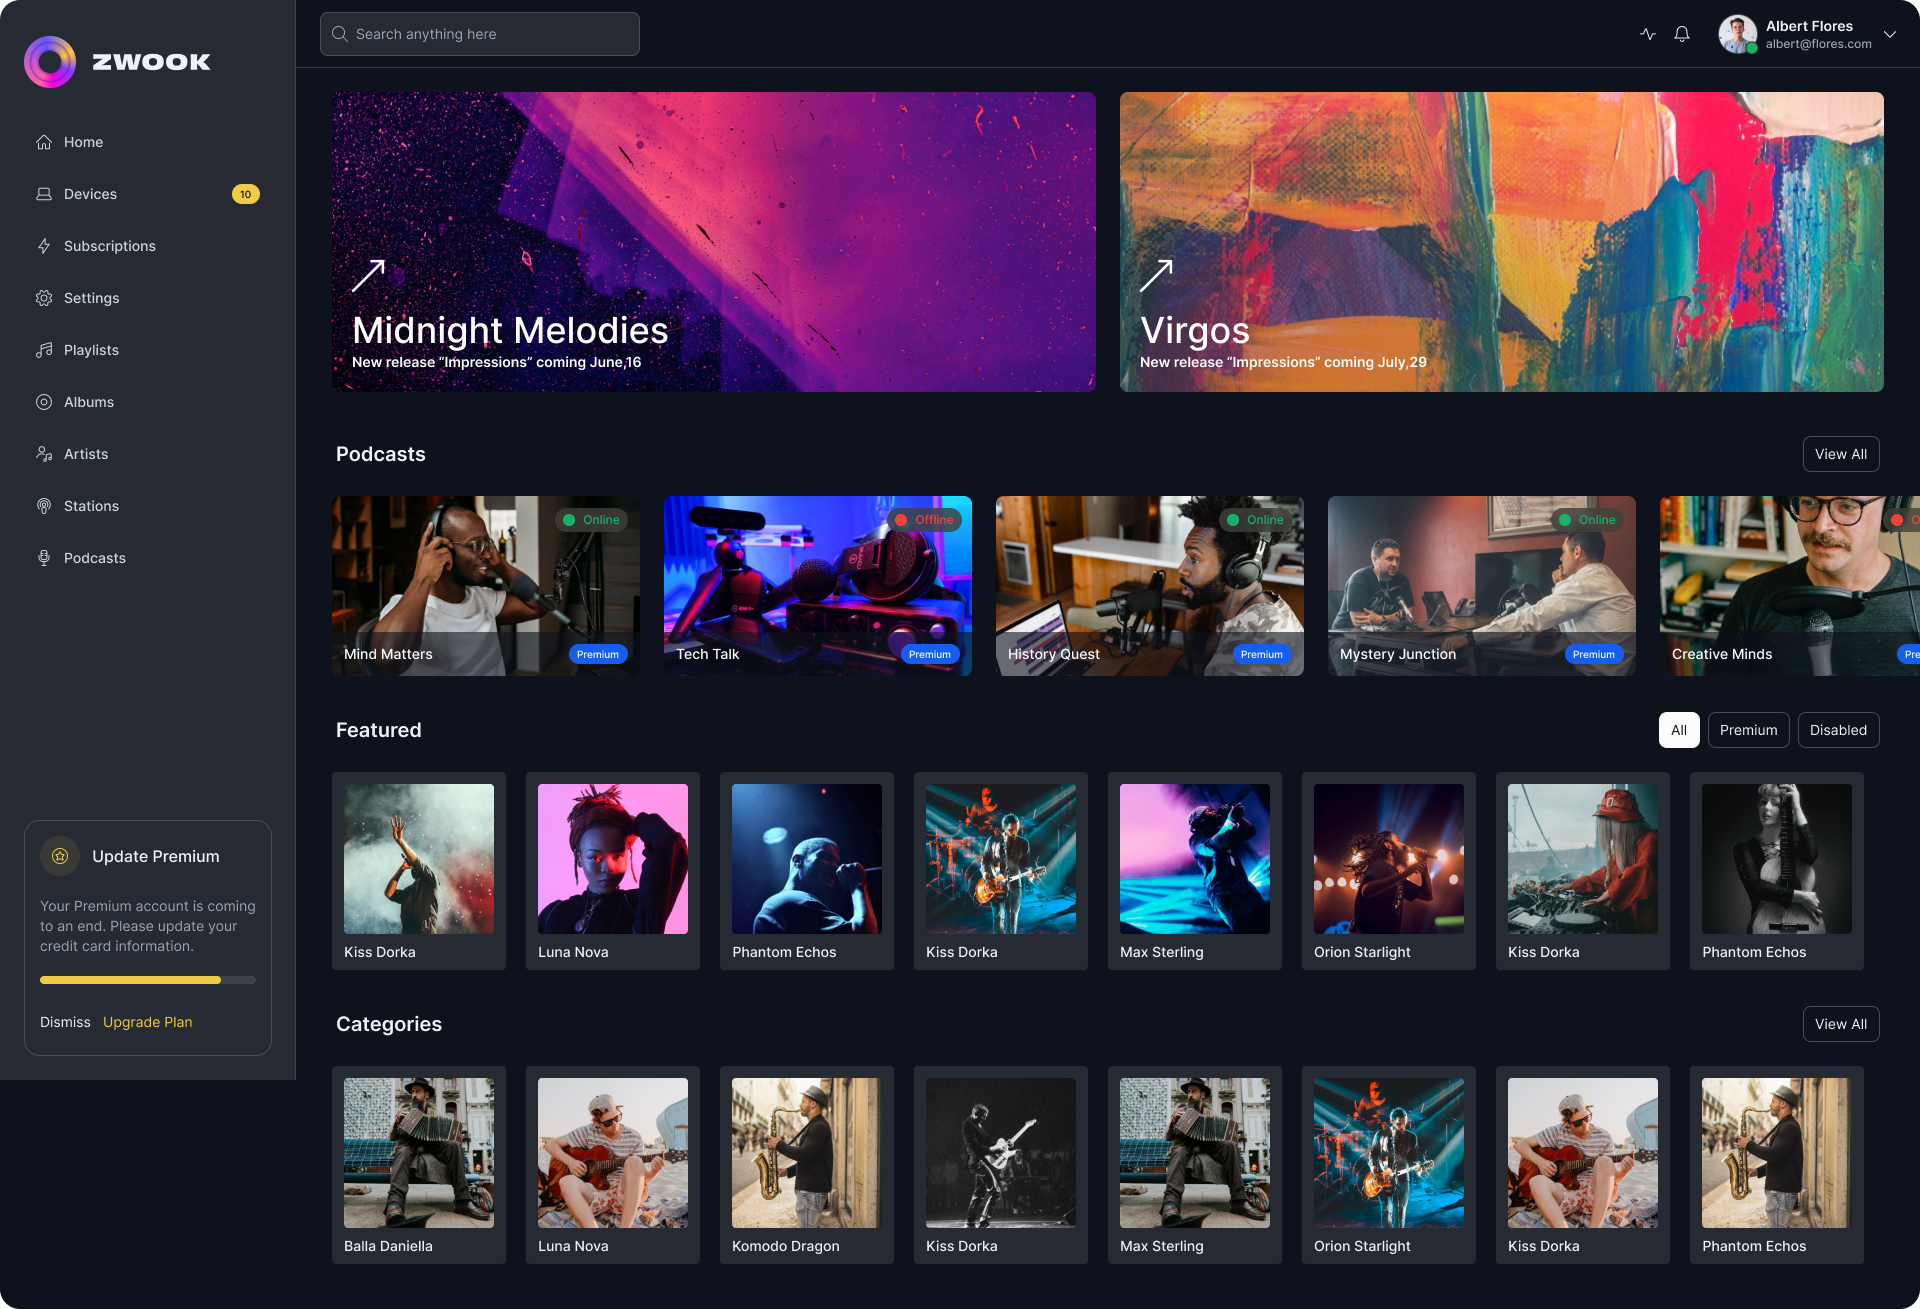 ZWOOK
Search anything here
Albert Flores
albert@flores.com
Home
Devices
10
Subscriptions
Settings
Playlists
Albums
Artists
Stations
Podcasts
Update Premium
Your Premium account is coming
to an end. Please update your
credit card information.
Dismiss Upgrade Plan
Midnight Melodies
New release “Impressions” coming June,16
Virgos
New release “Impressions” coming July,29
Podcasts
View All
Online
Mind Matters
Premium
Offline
Tech Talk
Premium
Online
History Quest
Premium
Online
Mystery Junction
Premium
O
Creative Minds
Pre
Featured
All
Premium
Disabled
Kiss Dorka
Luna Nova
Phantom Echos
Kiss Dorka
Max Sterling
Orion Starlight
Kiss Dorka
Phantom Echos
Categories
View All
Balla Daniella
Luna Nova
Komodo Dragon
Kiss Dorka
Max Sterling
Orion Starlight
Kiss Dorka
Phantom Echos